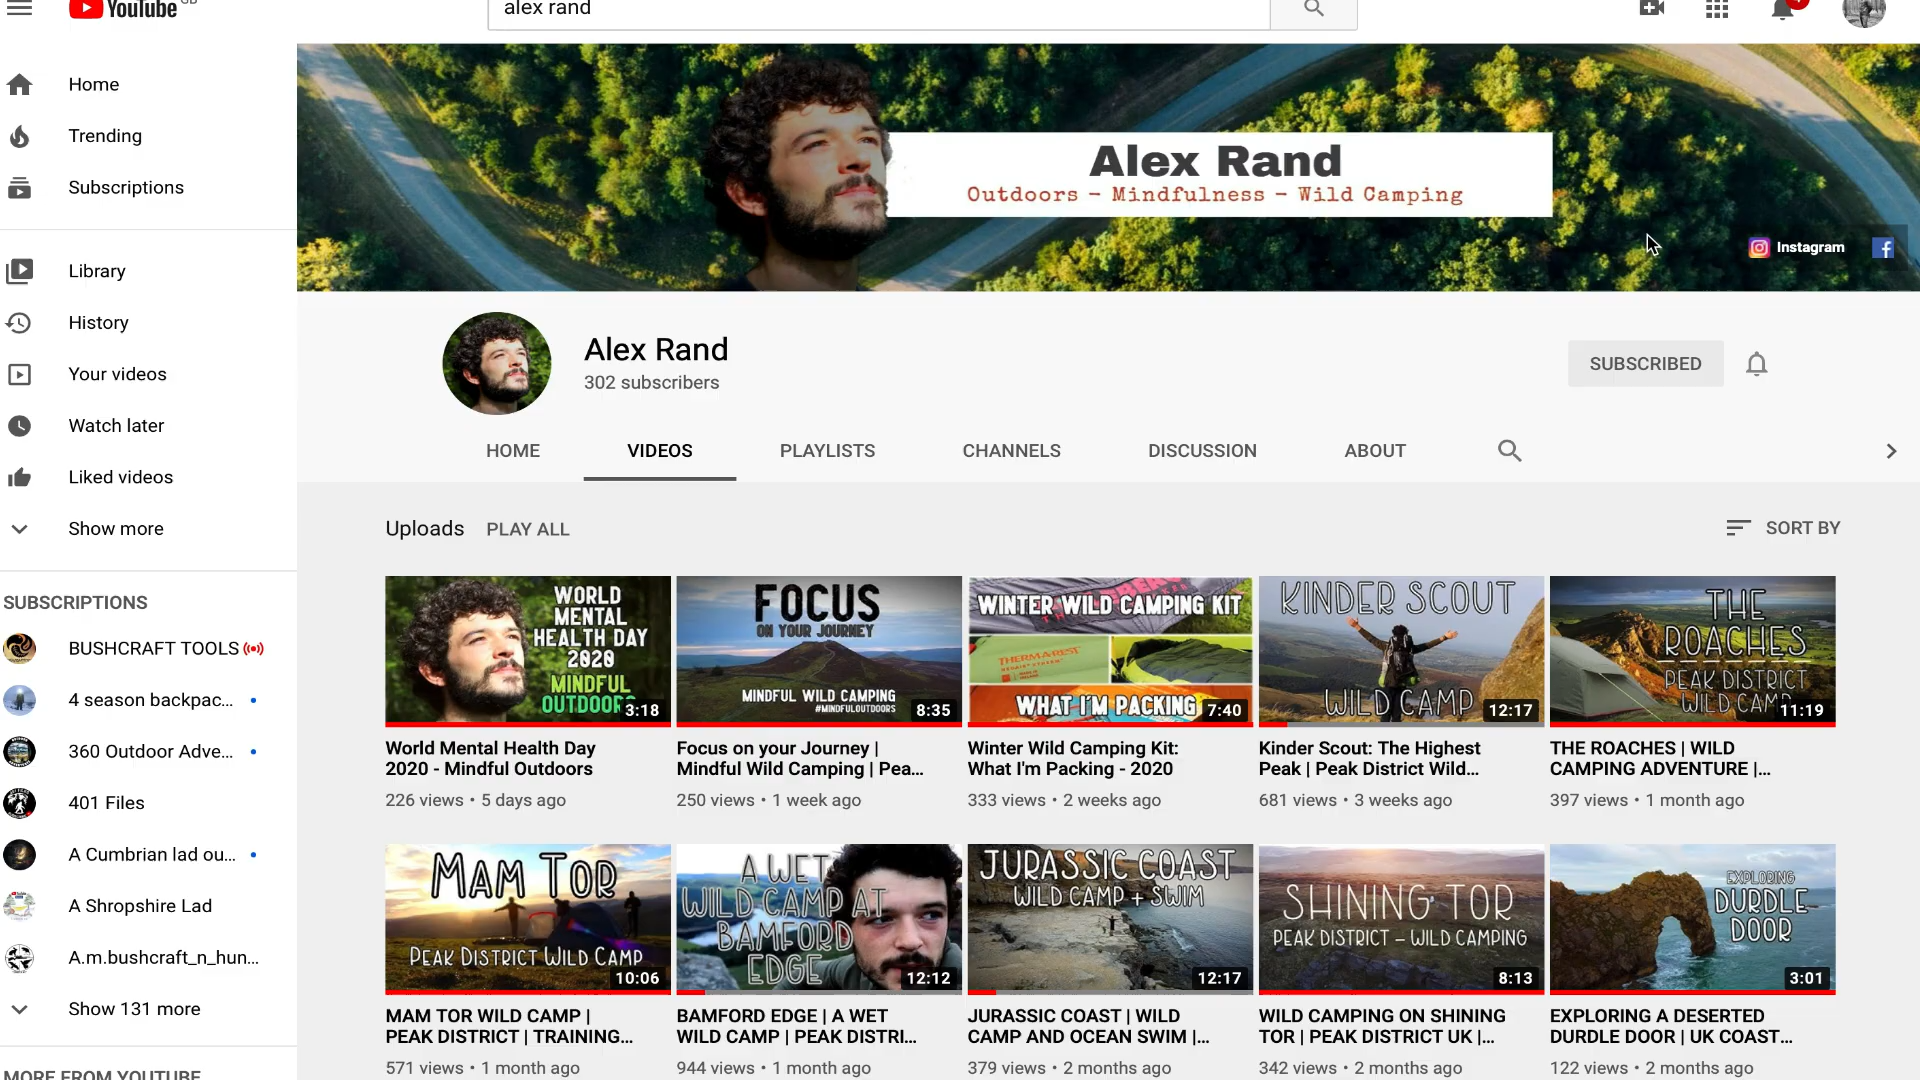 YouTube GB
alex rand
Home
Trending
Subscriptions
Library
History
Your videos
Watch later
Liked videos
Show more
SUBSCRIPTIONS
BUSHCRAFT TOOLS
4 season backpac...
360 Outdoor Adve...
401 Files
A Cumbrian lad ou...
A Shropshire Lad
A.m.bushcraft_n_hun...
Show 131 more
MORE FROM YOUTUBE
Alex Rand
Outdoors - Mindfulness - Wild Camping
Instagram
Alex Rand
302 subscribers
SUBSCRIBED
HOME VIDEOS PLAYLISTS CHANNELS DISCUSSION ABOUT
Uploads PLAY ALL
SORT BY
WORLD
MENTAL
HEALTH DAY
2020
MINDFUL
OUTDOOR
3:18
World Mental Health Day
2020 - Mindful Outdoors
226 views • 5 days ago
FOCUS
ON YOUR JOURNEY
MINDFUL WILD CAMPING
#MINDFULOUTDOORS
8:35
Focus on your Journey |
Mindful Wild Camping | Pea...
250 views • 1 week ago
WINTER WILD CAMPING KIT
THERMAREST
WHAT I'M PACKING
7:40
Winter Wild Camping Kit:
What I'm Packing - 2020
333 views • 2 weeks ago
KINDER SCOUT
WILD CAMP
12:17
Kinder Scout: The Highest
Peak | Peak District Wild...
681 views • 3 weeks ago
THE
ROACHES
PEAK DISTRICT
WILD CAMP
11:19
THE ROACHES | WILD
CAMPING ADVENTURE |...
397 views • 1 month ago
MAM TOR
PEAK DISTRICT WILD CAMP
10:06
MAM TOR WILD CAMP |
PEAK DISTRICT | TRAINING...
571 views • 1 month ago
A WET
WILD CAMP AT
BAMFORD
EDGE
12:12
BAMFORD EDGE | A WET
WILD CAMP | PEAK DISTRI...
944 views • 1 month ago
JURASSIC COAST
WILD CAMP + SWIM
12:17
JURASSIC COAST | WILD
CAMP AND OCEAN SWIM |...
379 views • 2 months ago
SHINING TOR
PEAK DISTRICT - WILD CAMPING
8:13
WILD CAMPING ON SHINING
TOR | PEAK DISTRICT UK |...
342 views • 2 months ago
EXPLORING
DURDLE
DOOR
3:01
EXPLORING A DESERTED
DURDLE DOOR | UK COAST...
122 views • 2 months ago